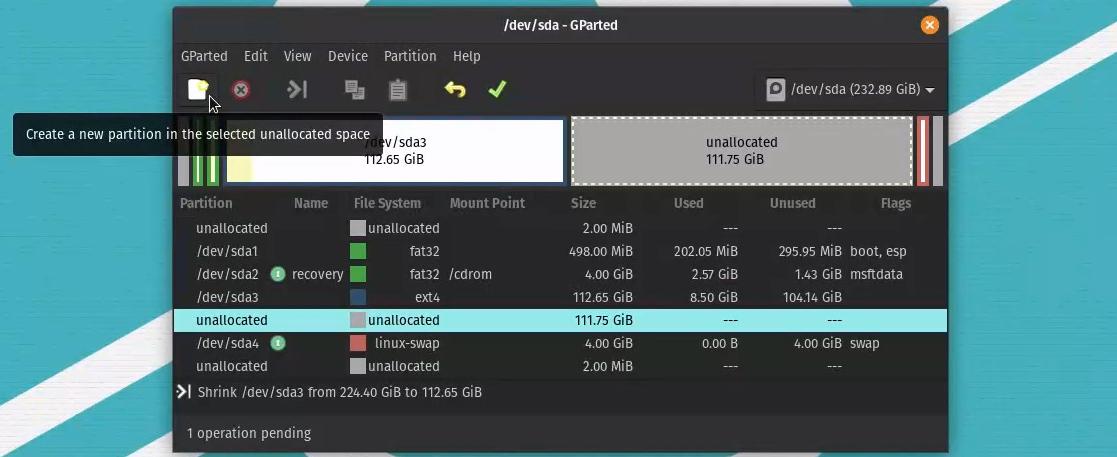 /dev/sda - GParted
GParted Edit View Device Partition Help
/dev/sda (232.89 GiB)
Create a new partition in the selected unallocated space
/dev/sda3
112.65 GiB
unallocated
111.75 GiB
Partition Name File System Mount Point Size Used Unused Flags
unallocated unallocated 2.00 MiB --- ---
/dev/sda1 fat32 498.00 MiB 202.05 MiB 295.95 MiB boot, esp
/dev/sda2 recovery fat32 /cdrom 4.00 GiB 2.57 GiB 1.43 GiB msftdata
/dev/sda3 ext4 112.65 GiB 8.50 GiB 104.14 GiB
unallocated unallocated 111.75 GiB --- ---
/dev/sda4 linux-swap 4.00 GiB 0.00 B 4.00 GiB swap
unallocated unallocated 2.00 MiB --- ---
Shrink /dev/sda3 from 224.40 GiB to 112.65 GiB
1 operation pending